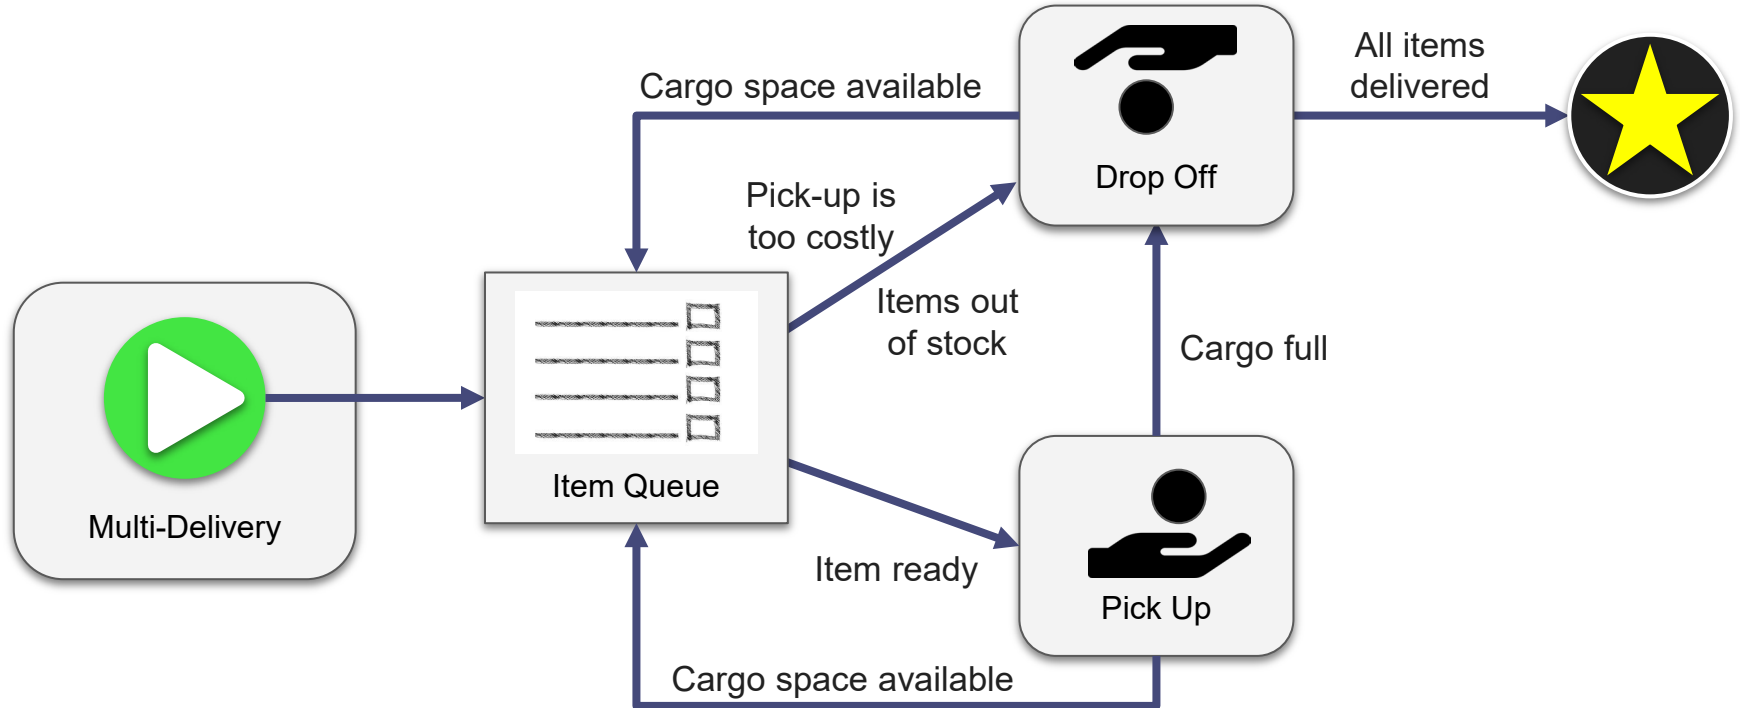 Cargo space available
All items
delivered
Drop Off
Pick-up is
too costly
Items out
of stock
Cargo full
Item Queue
Multi-Delivery
Item ready
Pick Up
Cargo space available